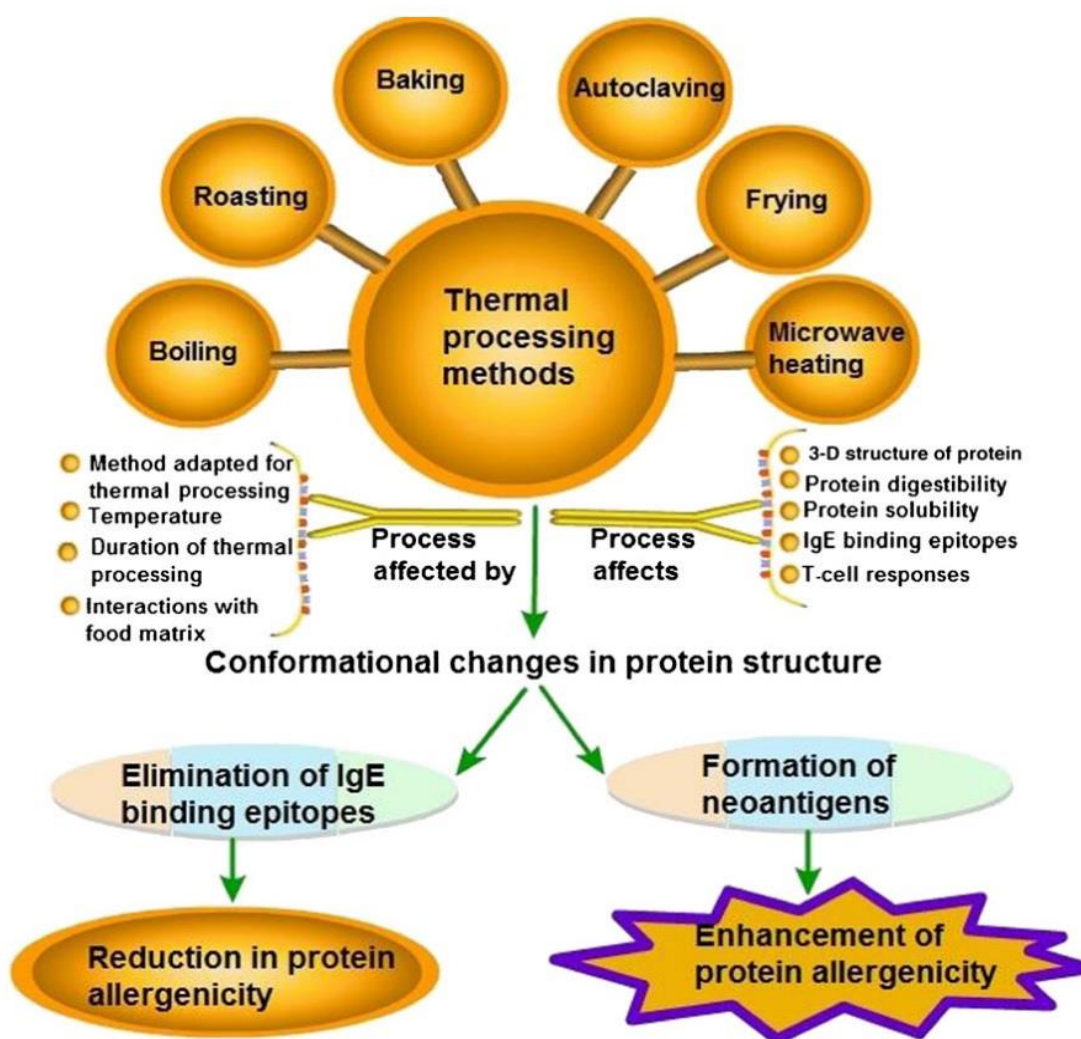 Baking
Autoclaving
Roasting
Frying
Boiling
Thermal
processing
methods
Microwave
heating
Method adapted for
thermal processing
Temperature
Duration of thermal
processing
Interactions with
food matrix
Process
affected by
Process
affects
3-D structure of protein
Protein digestibility
Protein solubility
IgE binding epitopes
T-cell responses
Conformational changes in protein structure
Elimination of IgE
binding epitopes
Formation of
neoantigens
Reduction in protein
allergenicity
Enhancement of
protein allergenicity